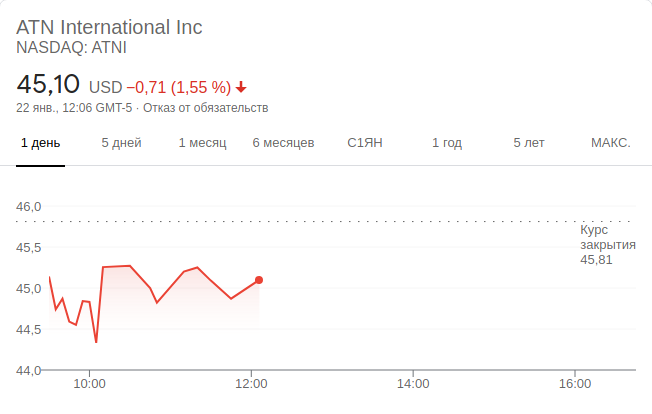 ATN International Inc
NASDAQ: ATNI
45,10 USD −0,71 (1,55 %)
22 янв., 12:06 GMT-5 · Отказ от обязательств
1 день 5 дней 1 месяц 6 месяцев С1ЯН 1 год 5 лет МАКС.
46,0
Курс
закрытия
45,81
45,5
45,0
44,5
44,0
10:00 12:00 14:00 16:00